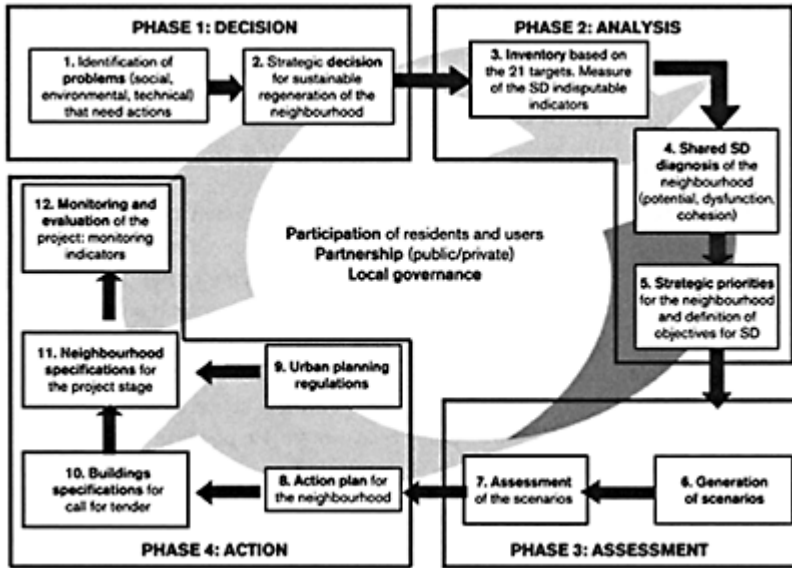 PHASE 1: DECISION
1. Identification of
problems (social,
environmental, technical)
that need actions
2. Strategic decision
for sustainable
regeneration of the
neighbourhood
PHASE 2: ANALYSIS
3. Inventory based on
the 21 targets. Measure
of the SD indisputable
indicators
4. Shared SD
diagnosis of the
neighbourhood
(potential, dysfunction,
cohesion)
5. Strategic priorities
for the neighbourhood
and definition of
objectives for SD
Participation of residents and users
Partnership (public/private)
Local governance
6. Generation
of scenarios
7. Assessment
of the scenarios
PHASE 3: ASSESSMENT
8. Action plan for
the neighbourhood
9. Urban planning
regulations
10. Buildings
specifications for
call for tender
11. Neighbourhood
specifications for
the project stage
12. Monitoring and
evaluation of the
project: monitoring
indicators
PHASE 4: ACTION